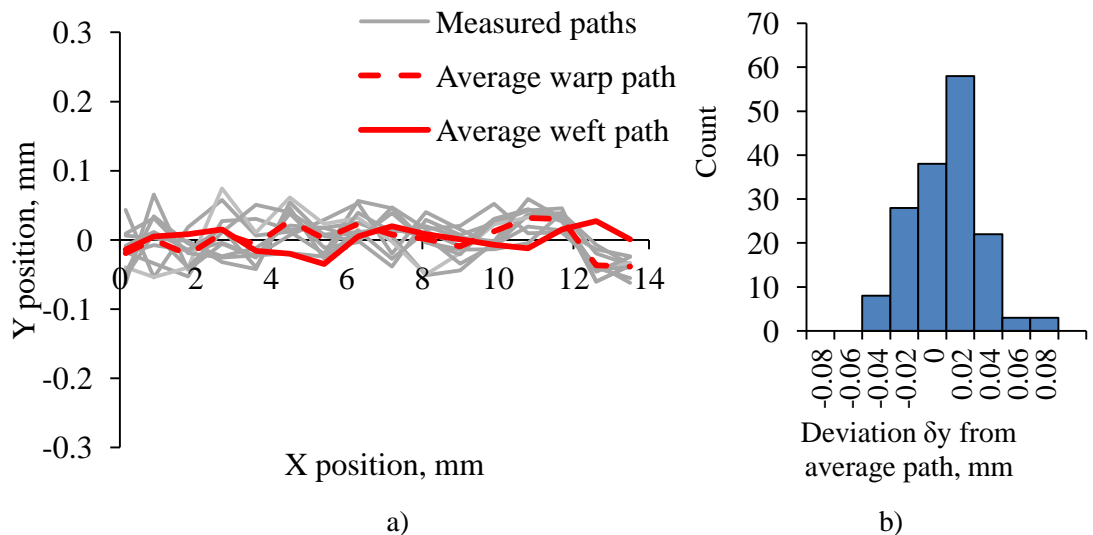 0.3
0.2
0.1
0
-0.1
-0.2
-0.3
Y position, mm
0 2 4 6 8 10 12 14
X position, mm
Measured paths
Average warp path
Average weft path
a)
70
60
50
40
30
20
10
0
Count
-0.08
-0.06
-0.04
-0.02
0
0.02
0.04
0.06
0.08
Deviation δy from
average path, mm
b)